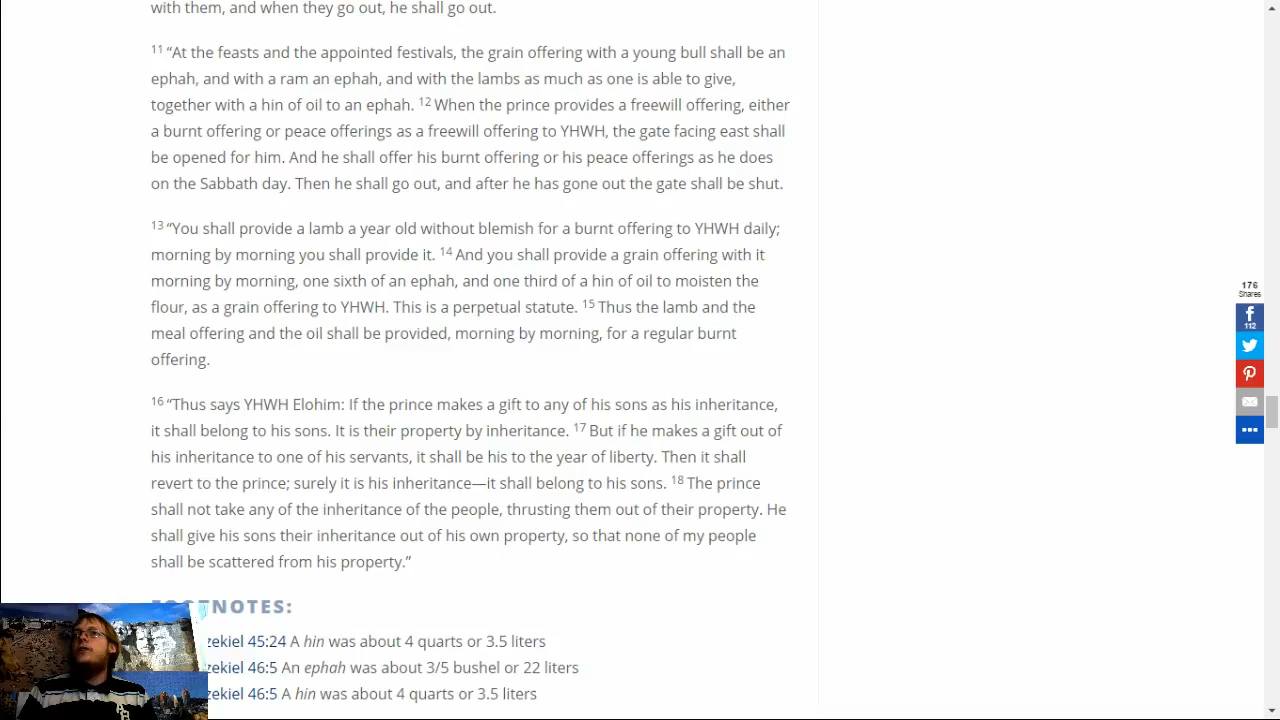 with them, and when they go out, he shall go out.
11 “At the feasts and the appointed festivals, the grain offering with a young bull shall be an
ephah, and with a ram an ephah, and with the lambs as much as one is able to give,
together with a hin of oil to an ephah. 12 When the prince provides a freewill offering, either
a burnt offering or peace offerings as a freewill offering to YHWH, the gate facing east shall
be opened for him. And he shall offer his burnt offering or his peace offerings as he does
on the Sabbath day. Then he shall go out, and after he has gone out the gate shall be shut.
13 “You shall provide a lamb a year old without blemish for a burnt offering to YHWH daily;
morning by morning you shall provide it. 14 And you shall provide a grain offering with it
morning by morning, one sixth of an ephah, and one third of a hin of oil to moisten the
flour, as a grain offering to YHWH. This is a perpetual statute. 15 Thus the lamb and the
meal offering and the oil shall be provided, morning by morning, for a regular burnt
offering.
16 “Thus says YHWH Elohim: If the prince makes a gift to any of his sons as his inheritance,
it shall belong to his sons. It is their property by inheritance. 17 But if he makes a gift out of
his inheritance to one of his servants, it shall be his to the year of liberty. Then it shall
revert to the prince; surely it is his inheritance—it shall belong to his sons. 18 The prince
shall not take any of the inheritance of the people, thrusting them out of their property. He
shall give his sons their inheritance out of his own property, so that none of my people
shall be scattered from his property.”
NOTES:
zekiel 45:24 A hin was about 4 quarts or 3.5 liters
zekiel 46:5 An ephah was about 3/5 bushel or 22 liters
zekiel 46:5 A hin was about 4 quarts or 3.5 liters
176
Shares
112